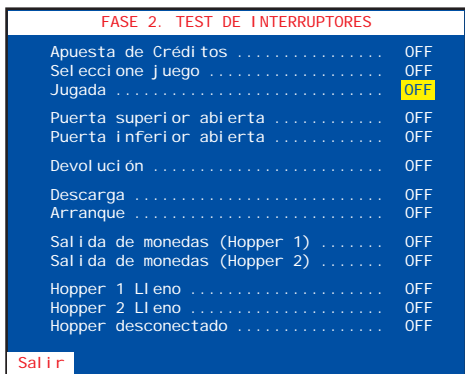 FASE 2. TEST DE INTERRUPTORES
Apuesta de Créditos ................ OFF
Seleccione juego ................... OFF
Jugada ............................. OFF
Puerta superior abierta ............ OFF
Puerta inferior abierta ............ OFF
Devolución ......................... OFF
Descarga ........................... OFF
Arranque ........................... OFF
Salida de monedas (Hopper 1) ....... OFF
Salida de monedas (Hopper 2) ....... OFF
Hopper 1 Lleno ..................... OFF
Hopper 2 Lleno ..................... OFF
Hopper desconectado ................ OFF
Salir